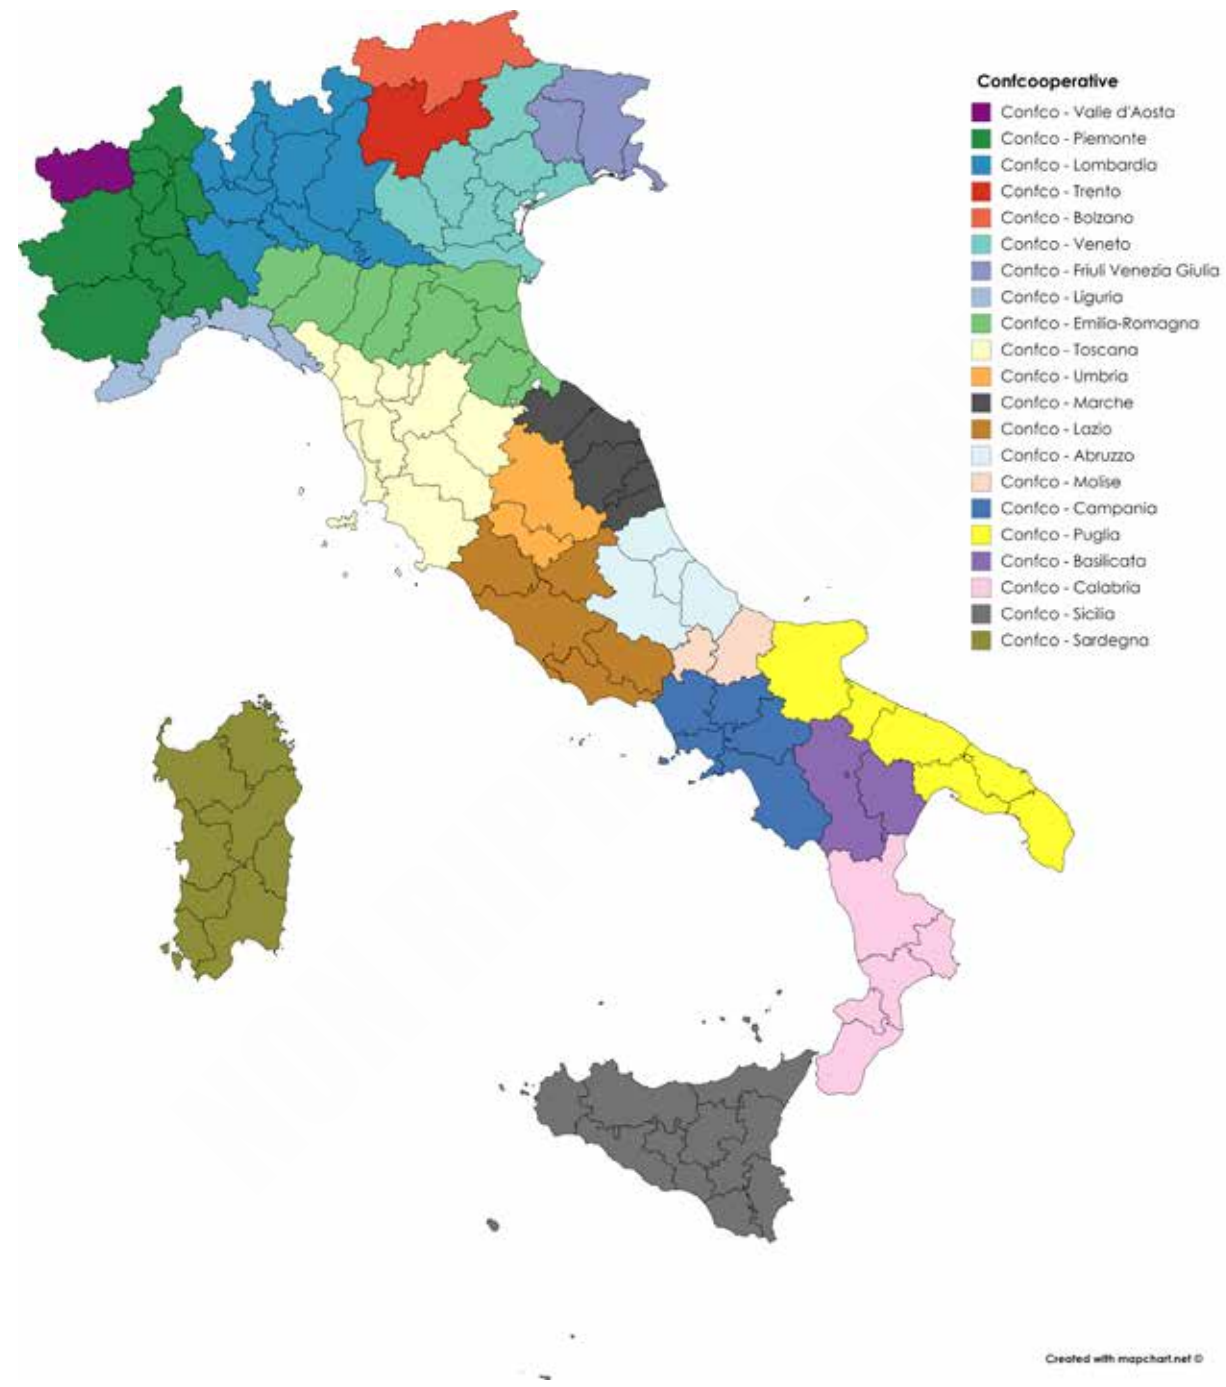 Confcooperative
Confco - Valle d'Aosta
Confco - Piemonte
Confco - Lombardia
Confco - Trento
Confco - Bolzano
Confco - Veneto
Confco - Friuli Venezia Giulia
Confco - Liguria
Confco - Emilia-Romagna
Confco - Toscana
Confco - Umbria
Confco - Marche
Confco - Lazio
Confco - Abruzzo
Confco - Molise
Confco - Campania
Confco - Puglia
Confco - Basilicata
Confco - Calabria
Confco - Sicilia
Confco - Sardegna
Created with mapchart.net ©